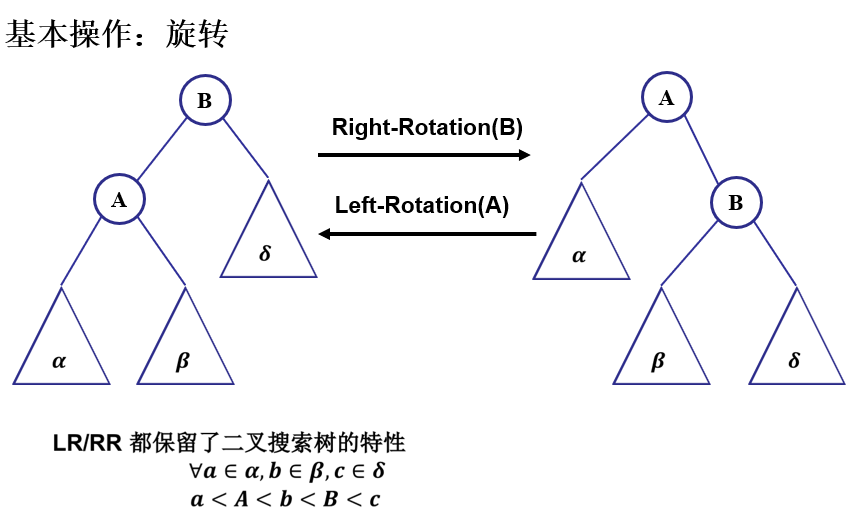 基本操作：旋转
B
A
Right-Rotation(B)
Left-Rotation(A)
A
B
δ
α
α
β
β
δ
LR/RR 都保留了二叉搜索树的特性
∀a ∈ α, b ∈ β, c ∈ δ
a < A < b < B < c